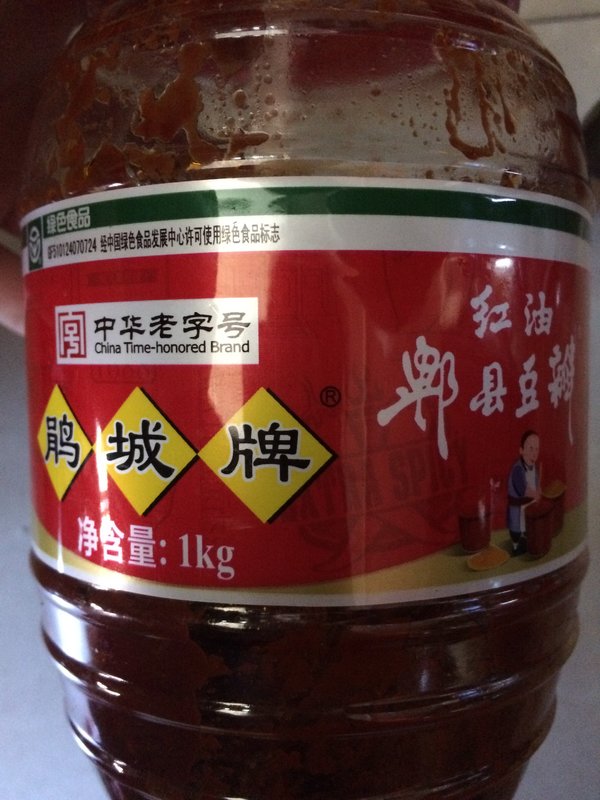 绿色食品
GF510124070724 经中国绿色食品发展中心许可使用绿色食品标志
中华老字号
China Time-honored Brand
鹃城牌®
红油
郫县豆瓣
净含量: 1kg